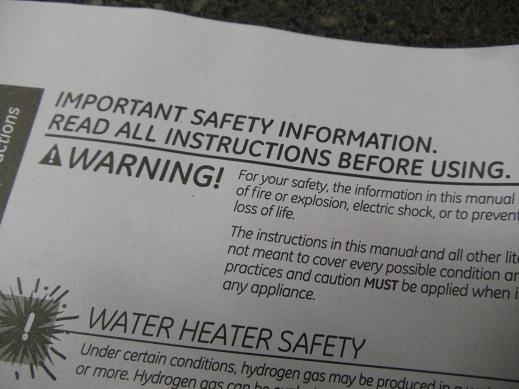 IMPORTANT SAFETY INFORMATION.
READ ALL INSTRUCTIONS BEFORE USING.
WARNING!
For your safety, the information in this manual
of fire or explosion, electric shock, or to prevent
loss of life.
The instructions in this manual and all other
not meant to cover every possible condition
practices and caution MUST be applied when
any appliance.
WATER HEATER SAFETY
Under certain conditions, hydrogen gas may be produced in
or more. Hydrogen gas can be